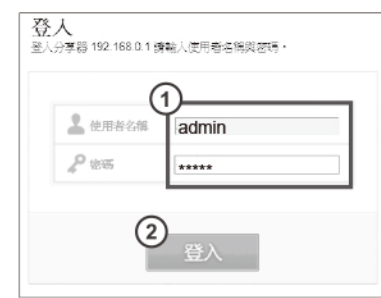 登入
登入分享器 192.168.0.1 請輸入使用者名稱與密碼。
1
使用者名稱
admin
密碼
*****
2
登入